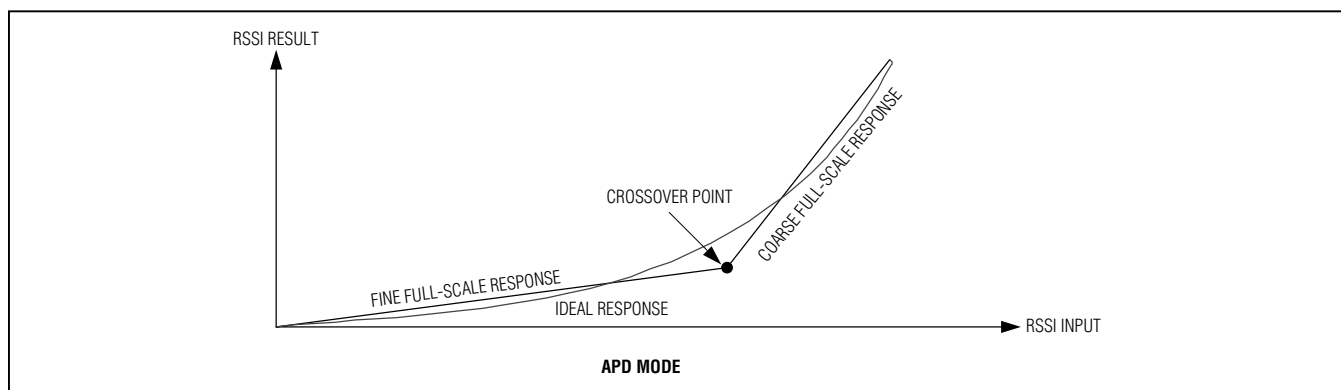 RSSI RESULT
CROSSOVER POINT
COARSE FULL-SCALE RESPONSE
FINE FULL-SCALE RESPONSE
IDEAL RESPONSE
RSSI INPUT
APD MODE